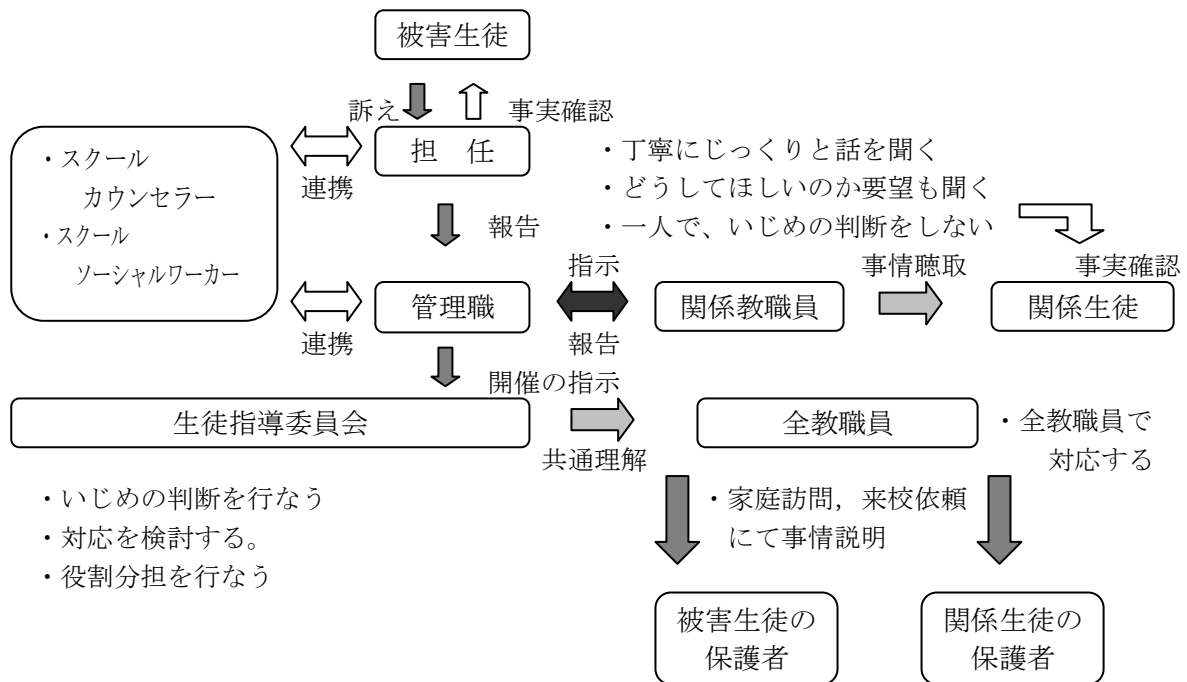 被害生徒
訴え
事実確認
担　任
・スクール
カウンセラー
・スクール
ソーシャルワーカー
連携
・丁寧にじっくりと話を聞く
・どうしてほしいのか要望も聞く
・一人で、いじめの判断をしない
報告
指示
事情聴取
事実確認
管理職
関係教職員
関係生徒
連携
報告
開催の指示
生徒指導委員会
全教職員
・全教職員で
対応する
共通理解
・いじめの判断を行なう
・対応を検討する。
・役割分担を行なう
・家庭訪問，来校依頼
にて事情説明
被害生徒の
保護者
関係生徒の
保護者